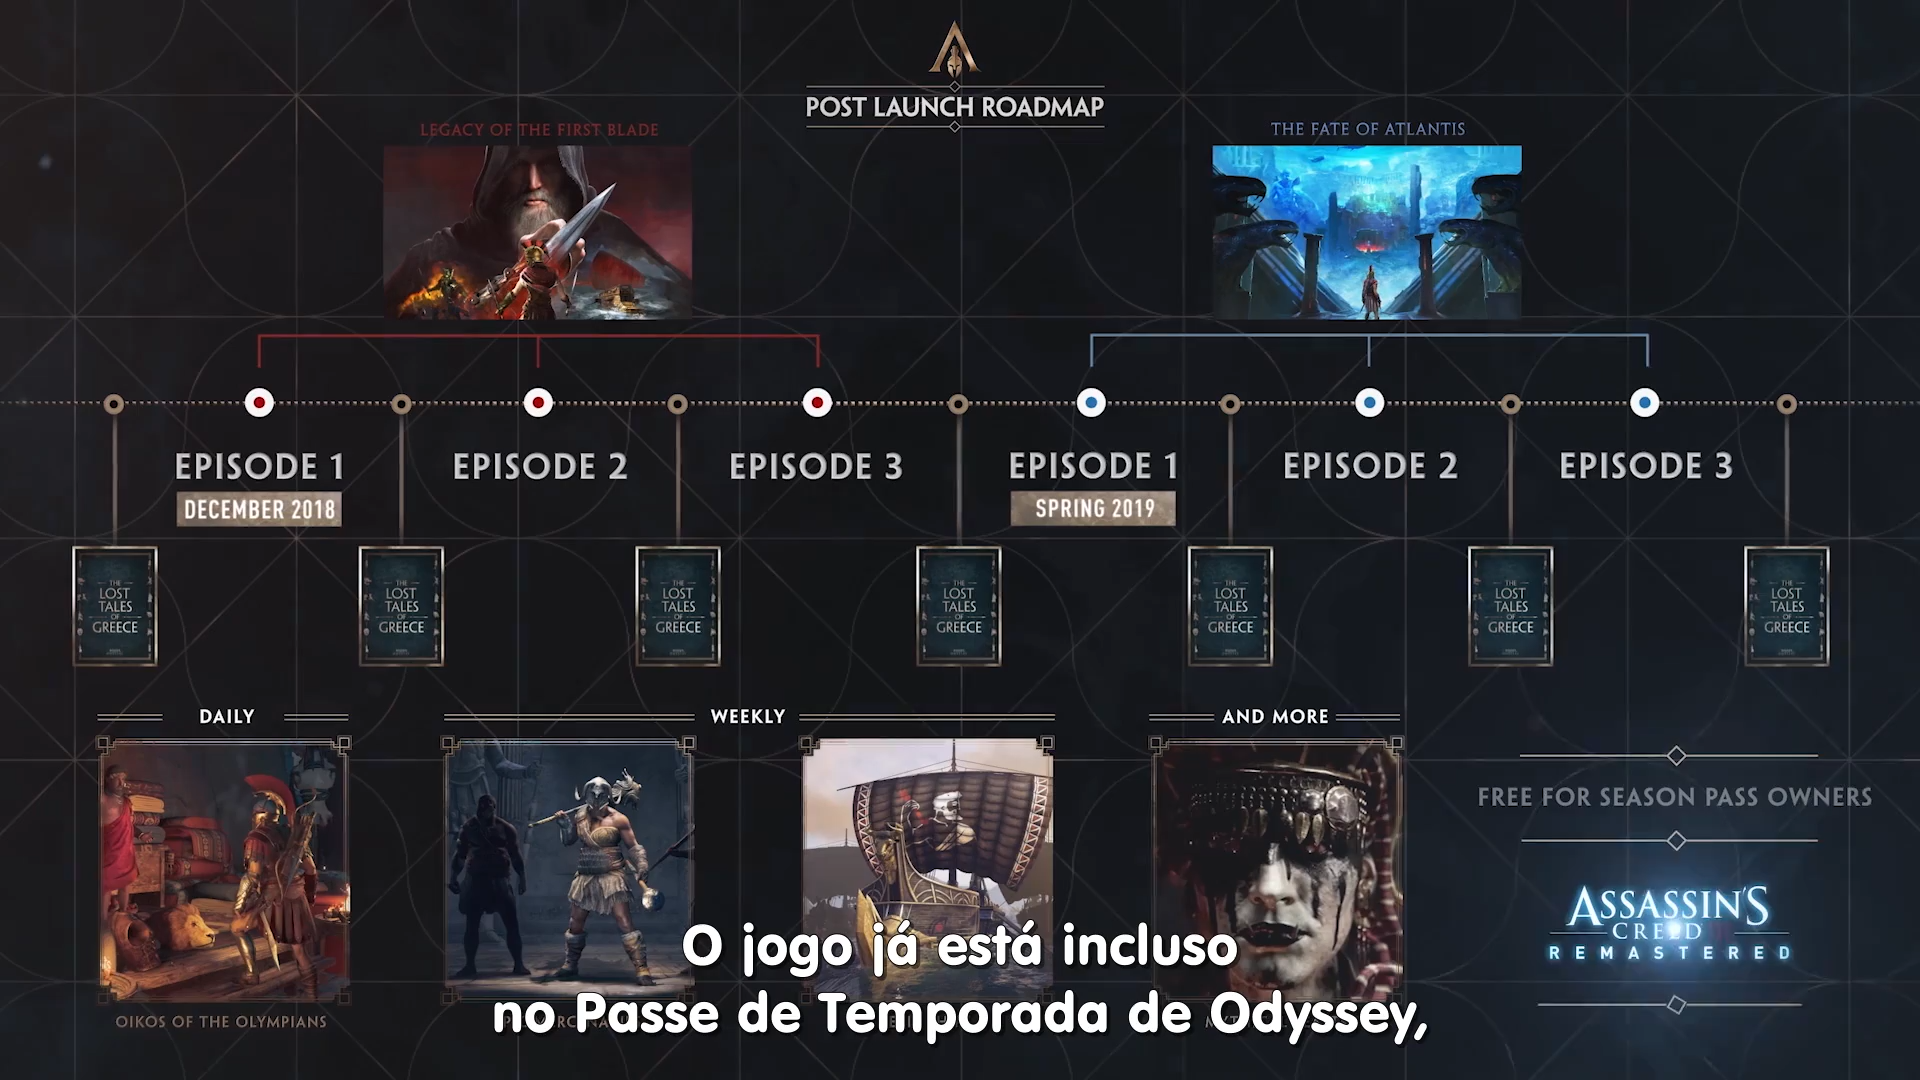 POST LAUNCH ROADMAP
LEGACY OF THE FIRST BLADE
THE FATE OF ATLANTIS
EPISODE 1
DECEMBER 2018
EPISODE 2
EPISODE 3
EPISODE 1
SPRING 2019
EPISODE 2
EPISODE 3
THE
LOST
TALES
OF
GREECE
THE
LOST
TALES
OF
GREECE
THE
LOST
TALES
OF
GREECE
THE
LOST
TALES
OF
GREECE
THE
LOST
TALES
OF
GREECE
THE
LOST
TALES
OF
GREECE
THE
LOST
TALES
OF
GREECE
DAILY
WEEKLY
AND MORE
OIKOS OF THE OLYMPIANS
FREE FOR SEASON PASS OWNERS
ASSASSIN'S
CREED
REMASTERED
O jogo já está incluso
no Passe de Temporada de Odyssey,